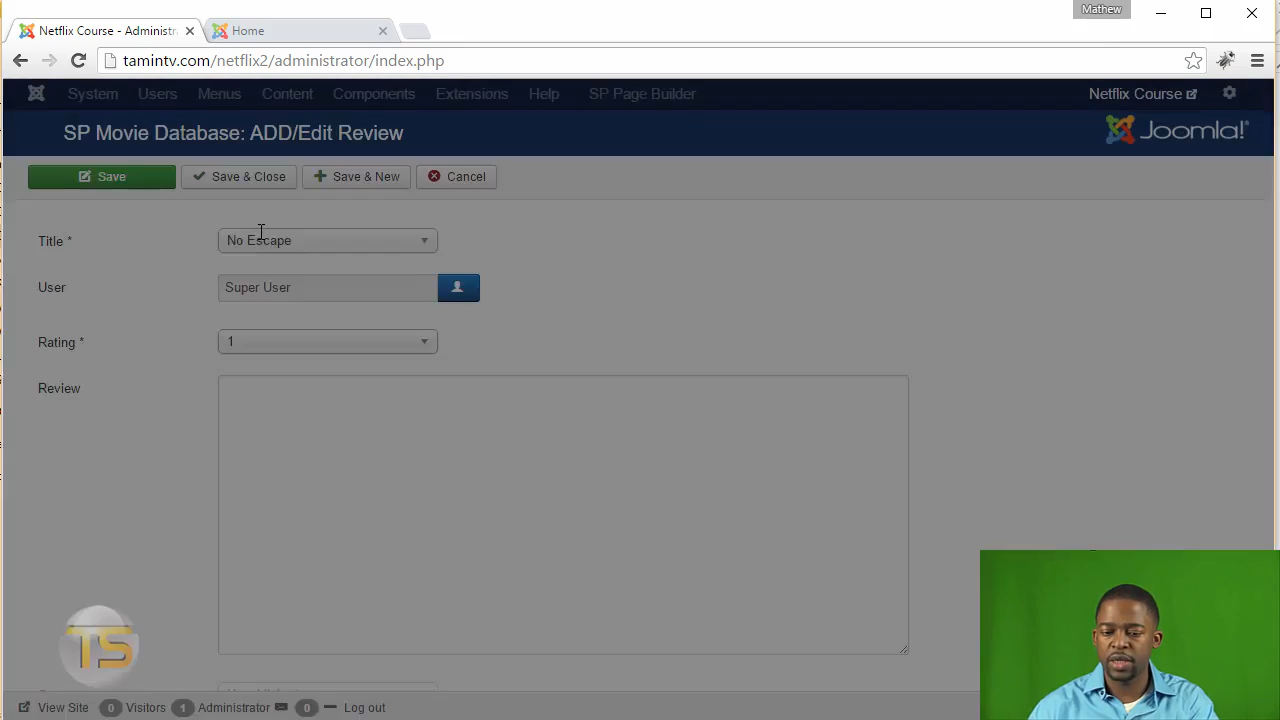 Mathew
Netflix Course - Administr
Home
tamintv.com/netflix2/administrator/index.php
System Users Menus Content Components Extensions Help SP Page Builder Netflix Course
SP Movie Database: ADD/Edit Review Joomla!®
Save Save & Close Save & New Cancel
Title * No Escape
User Super User
Rating * 1
Review
TS
View Site 0 Visitors 1 Administrator 0 Log out